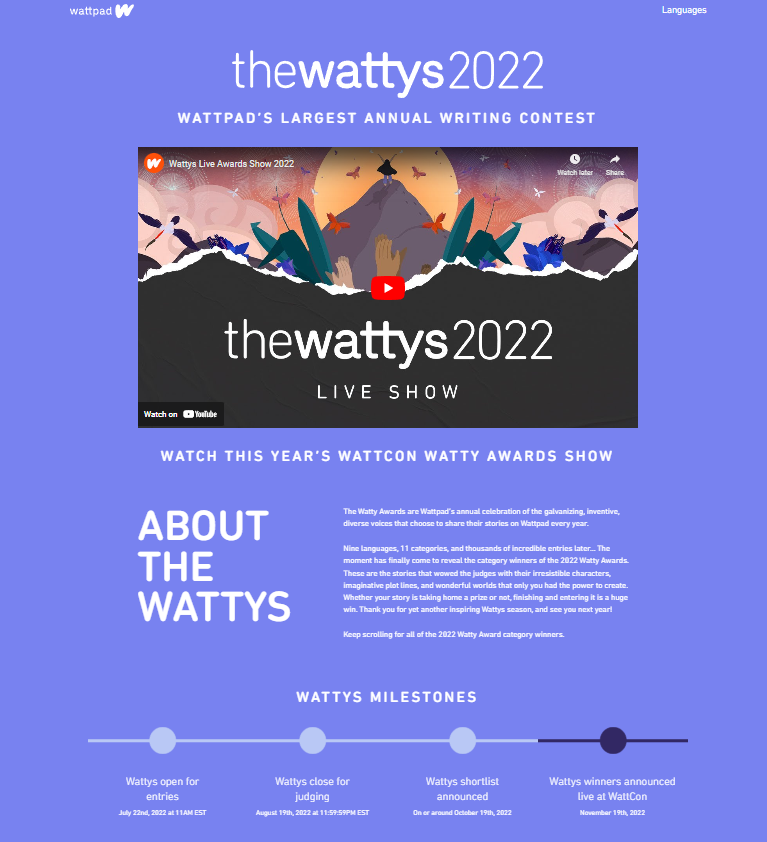 wattpad
Languages
thewattys2022
WATTPAD'S LARGEST ANNUAL WRITING CONTEST
Wattys Live Awards Show 2022
Watch later
Share
thewattys2022
LIVE SHOW
Watch on YouTube
WATCH THIS YEAR'S WATTCON WATTY AWARDS SHOW
ABOUT
THE
WATTYS
The Watty Awards are Wattpad's annual celebration of the galvanizing, inventive,
diverse voices that choose to share their stories on Wattpad every year.
Nine languages, 11 categories, and thousands of incredible entries later... The
moment has finally come to reveal the category winners of the 2022 Watty Awards.
These are the stories that wowed the judges with their irresistible characters,
imaginative plot lines, and wonderful worlds that only you had the power to create.
Whether your story is taking home a prize or not, finishing and entering it is a huge
win. Thank you for yet another inspiring Wattys season, and see you next year!
Keep scrolling for all of the 2022 Watty Award category winners.
WATTYS MILESTONES
Wattys open for
entries
July 22nd, 2022 at 11AM EST
Wattys close for
judging
August 19th, 2022 at 11:59:59PM EST
Wattys shortlist
announced
On or around October 19th, 2022
Wattys winners announced
live at WattCon
November 19th, 2022